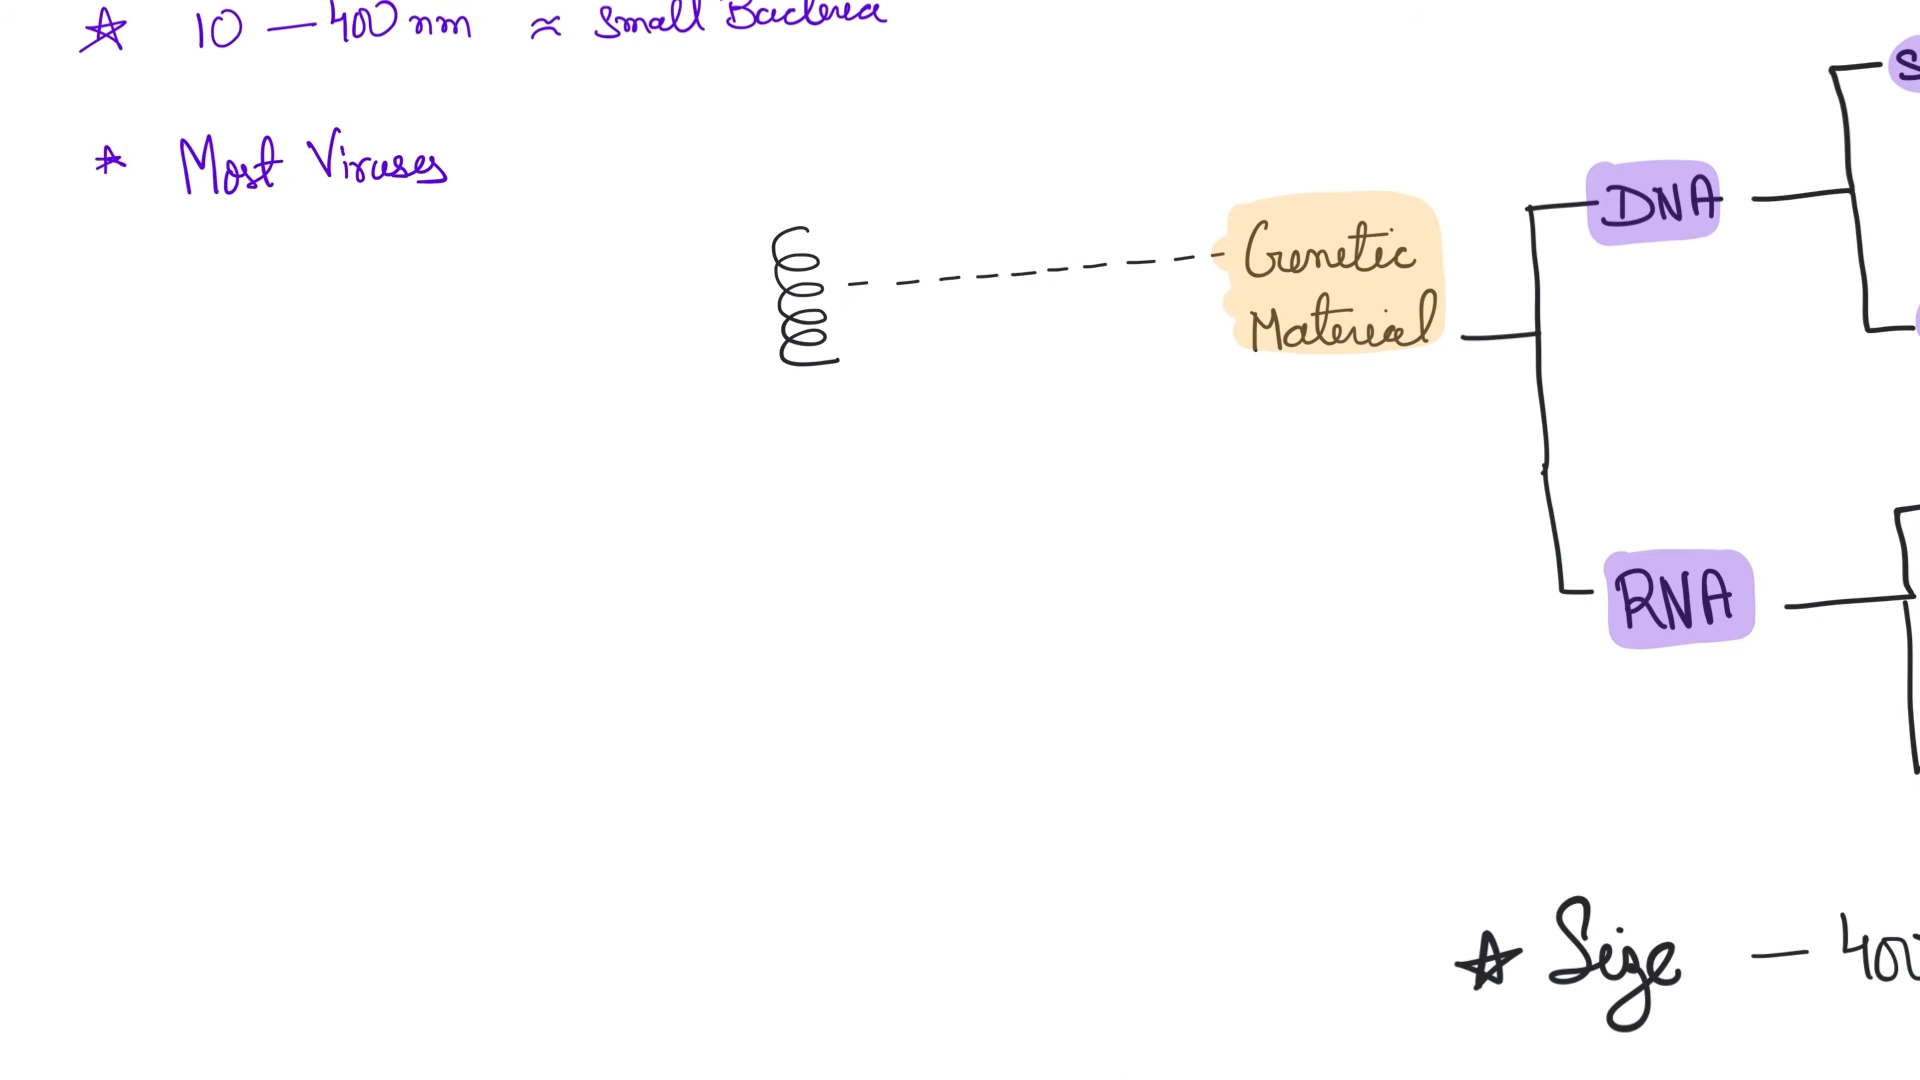 ☆ 10 — 400 nm ≈ Small Bacteria
☆ Most Viruses
Genetic
Material
DNA
RNA
☆ Size — 400